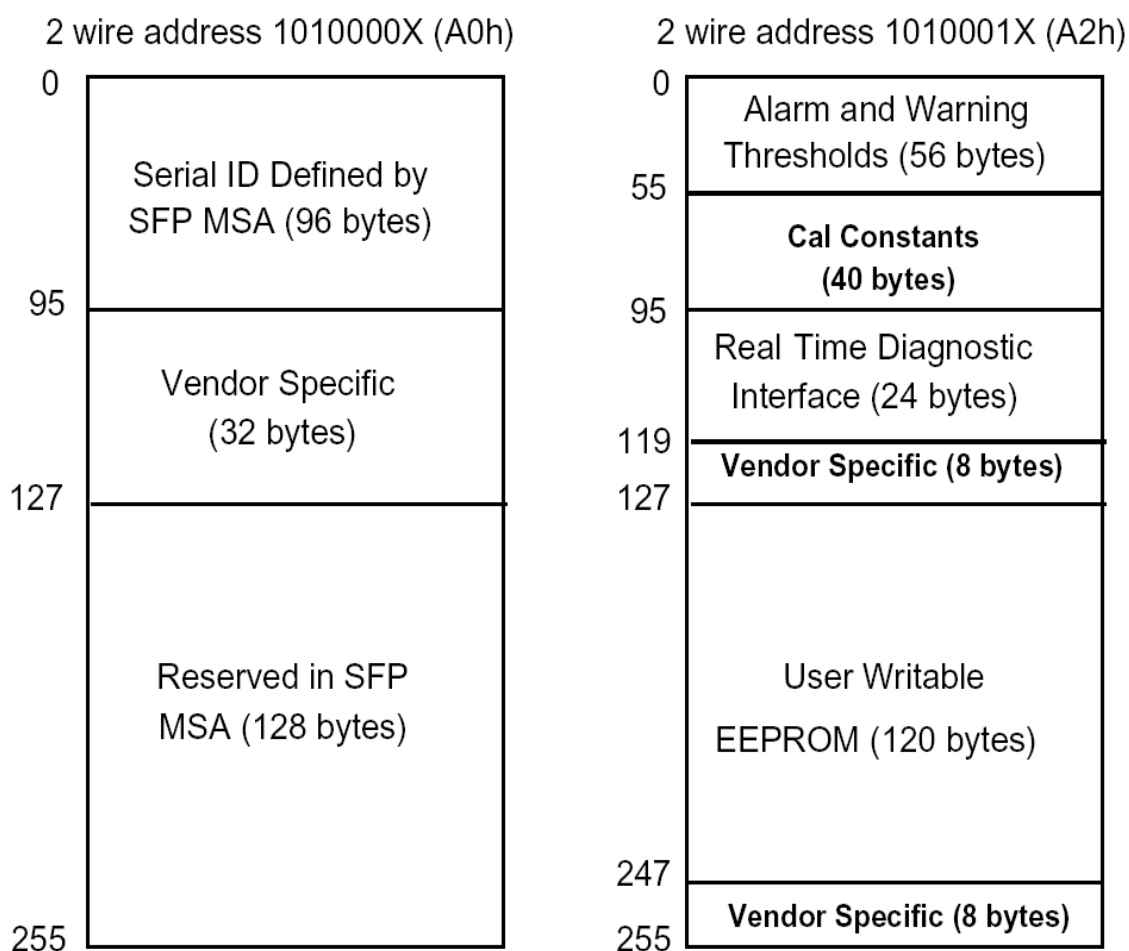 2 wire address 1010000X (A0h)
0
Serial ID Defined by
SFP MSA (96 bytes)
95
Vendor Specific
(32 bytes)
127
Reserved in SFP
MSA (128 bytes)
255
2 wire address 1010001X (A2h)
0
Alarm and Warning
Thresholds (56 bytes)
55
Cal Constants
(40 bytes)
95
Real Time Diagnostic
Interface (24 bytes)
119
Vendor Specific (8 bytes)
127
User Writable
EEPROM (120 bytes)
247
Vendor Specific (8 bytes)
255